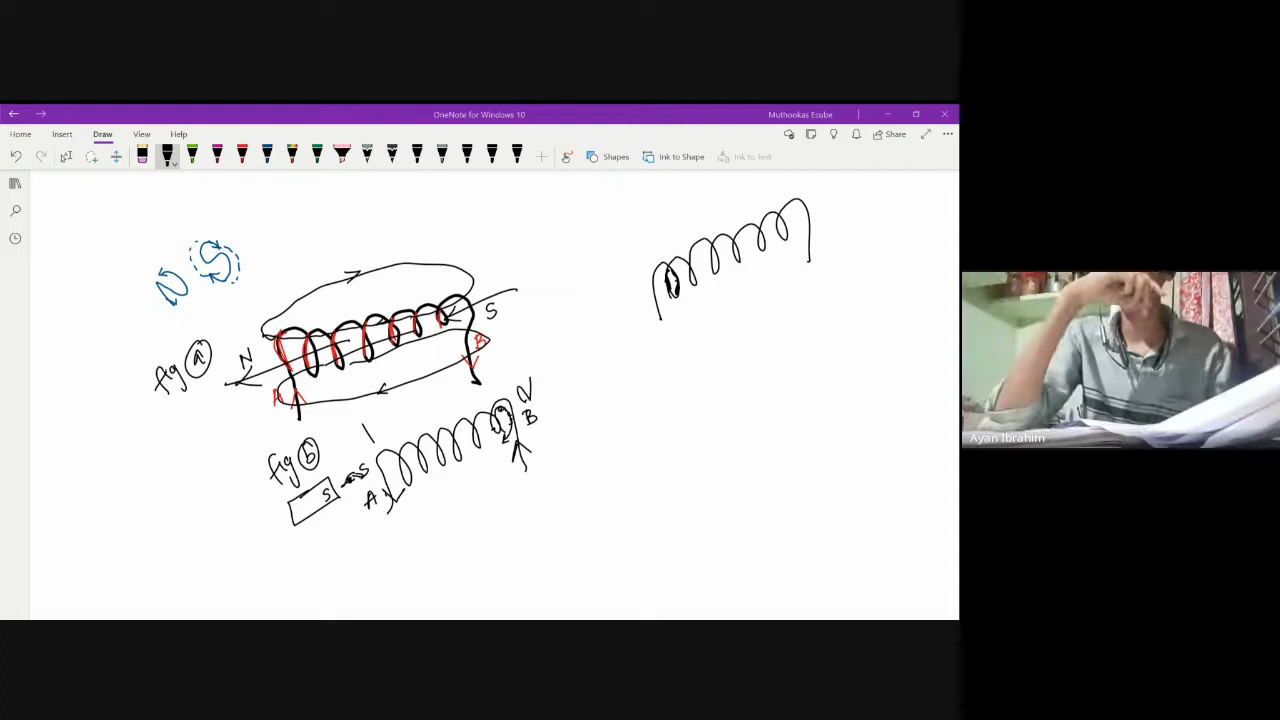 OneNote for Windows 10
Muthookas Ecube
Home Insert Draw View Help
Share
Shapes
Ink to Shape
Ink to Text
N S
S
N
fig a
B
A
N
B
fig b
S
S
A
Ayan Ibrahim